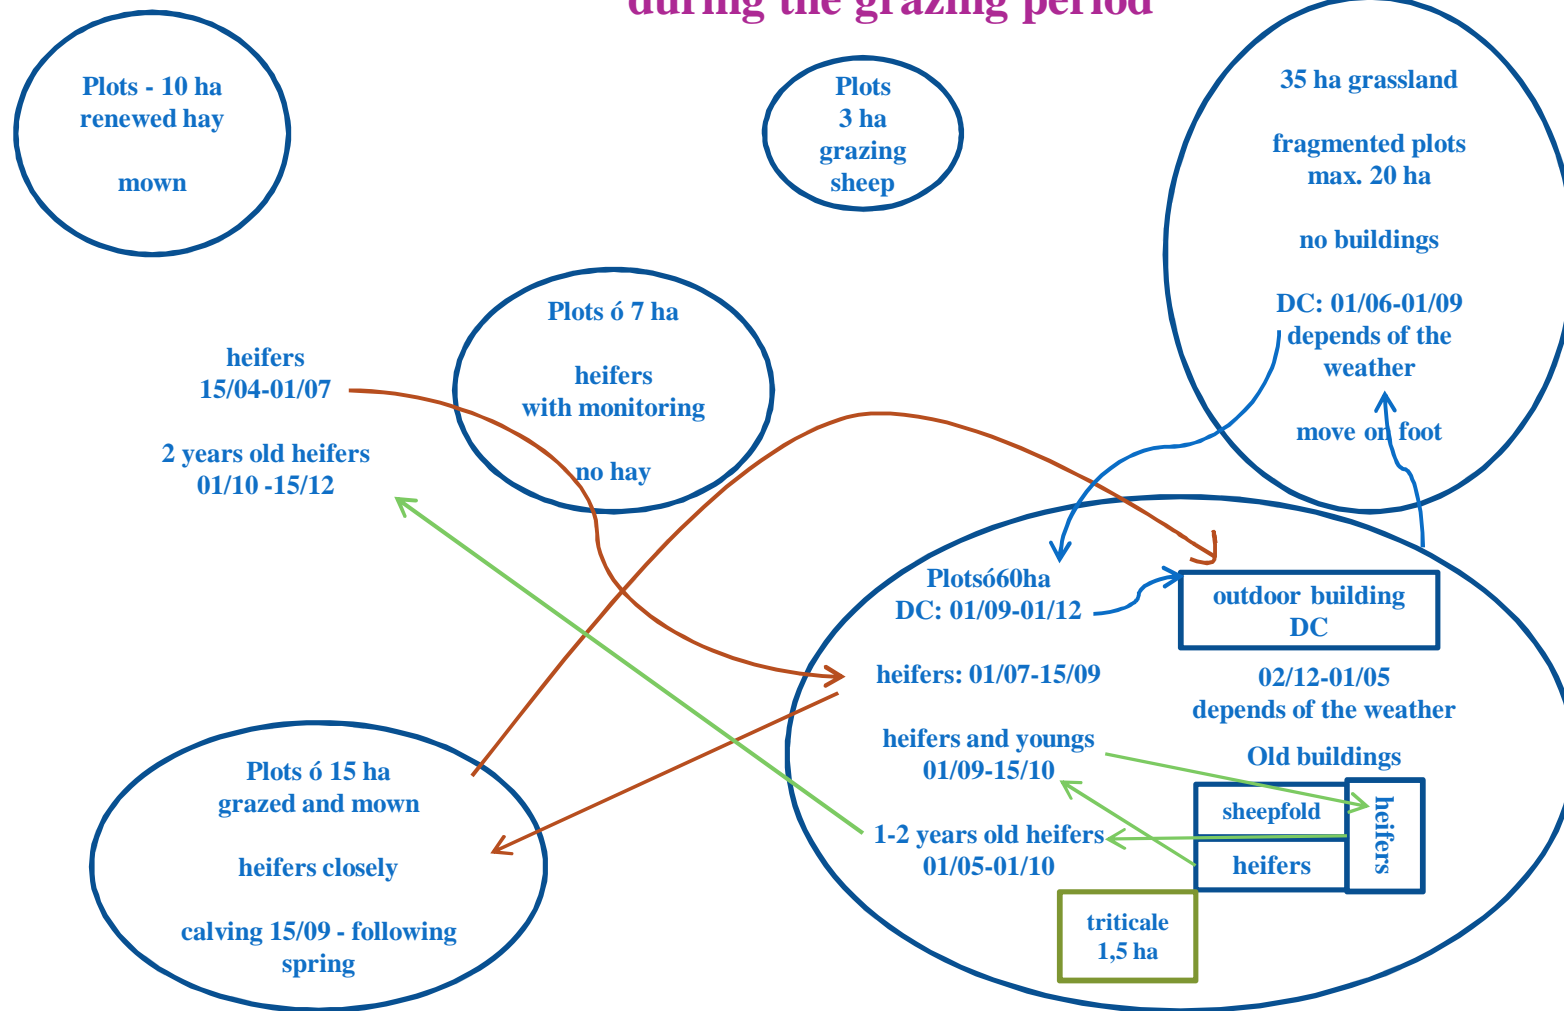 during the grazing period
Plots - 10 ha
renewed hay
mown
Plots
3 ha
grazing
sheep
35 ha grassland
fragmented plots
max. 20 ha
no buildings
DC: 01/06-01/09
depends of the
weather
move on foot
Plots ó 7 ha
heifers
with monitoring
no hay
heifers
15/04-01/07
2 years old heifers
01/10 -15/12
Plotsó60ha
DC: 01/09-01/12
outdoor building
DC
heifers: 01/07-15/09
02/12-01/05
depends of the weather
heifers and youngs
01/09-15/10
Old buildings
sheepfold
heifers
heifers
1-2 years old heifers
01/05-01/10
triticale
1,5 ha
Plots ó 15 ha
grazed and mown
heifers closely
calving 15/09 - following
spring